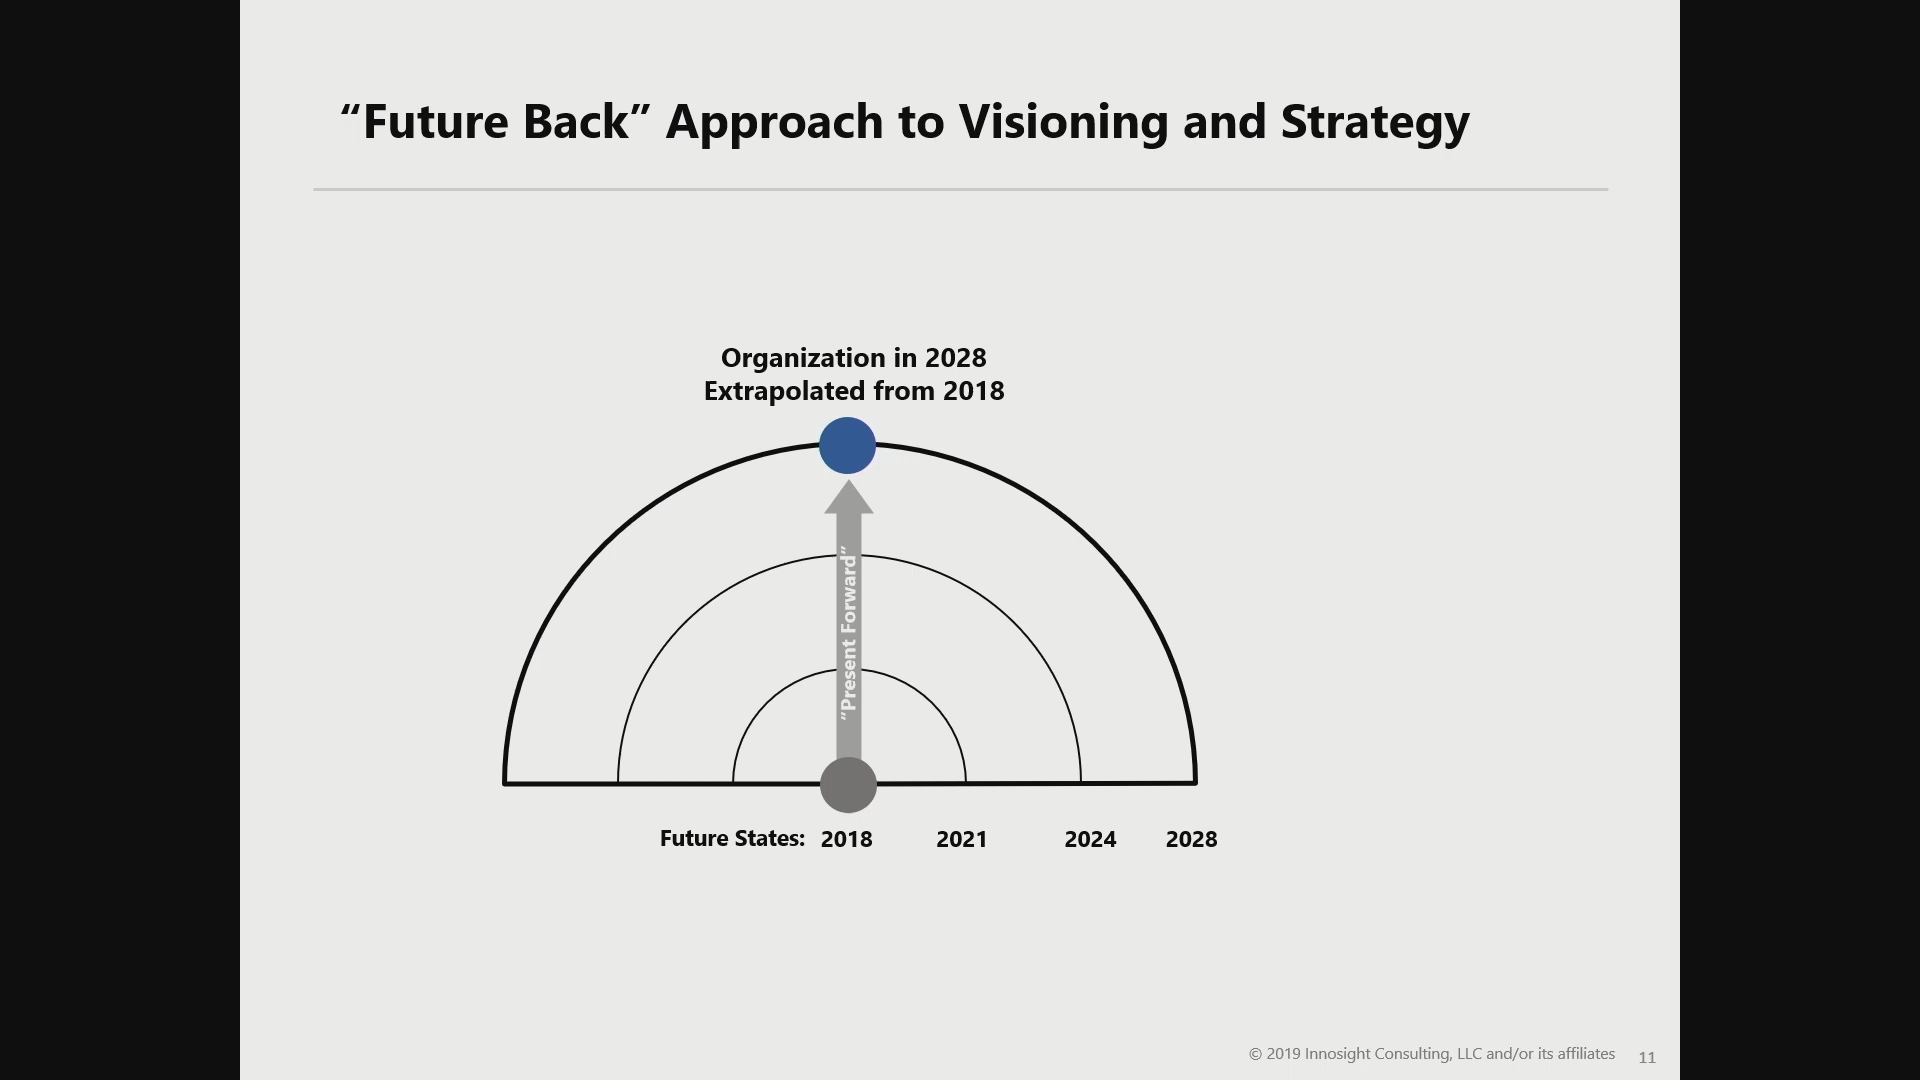 “Future Back” Approach to Visioning and Strategy
Organization in 2028
Extrapolated from 2018
“Present Forward”
Future States: 2018 2021 2024 2028
© 2019 Innosight Consulting, LLC and/or its affiliates 11